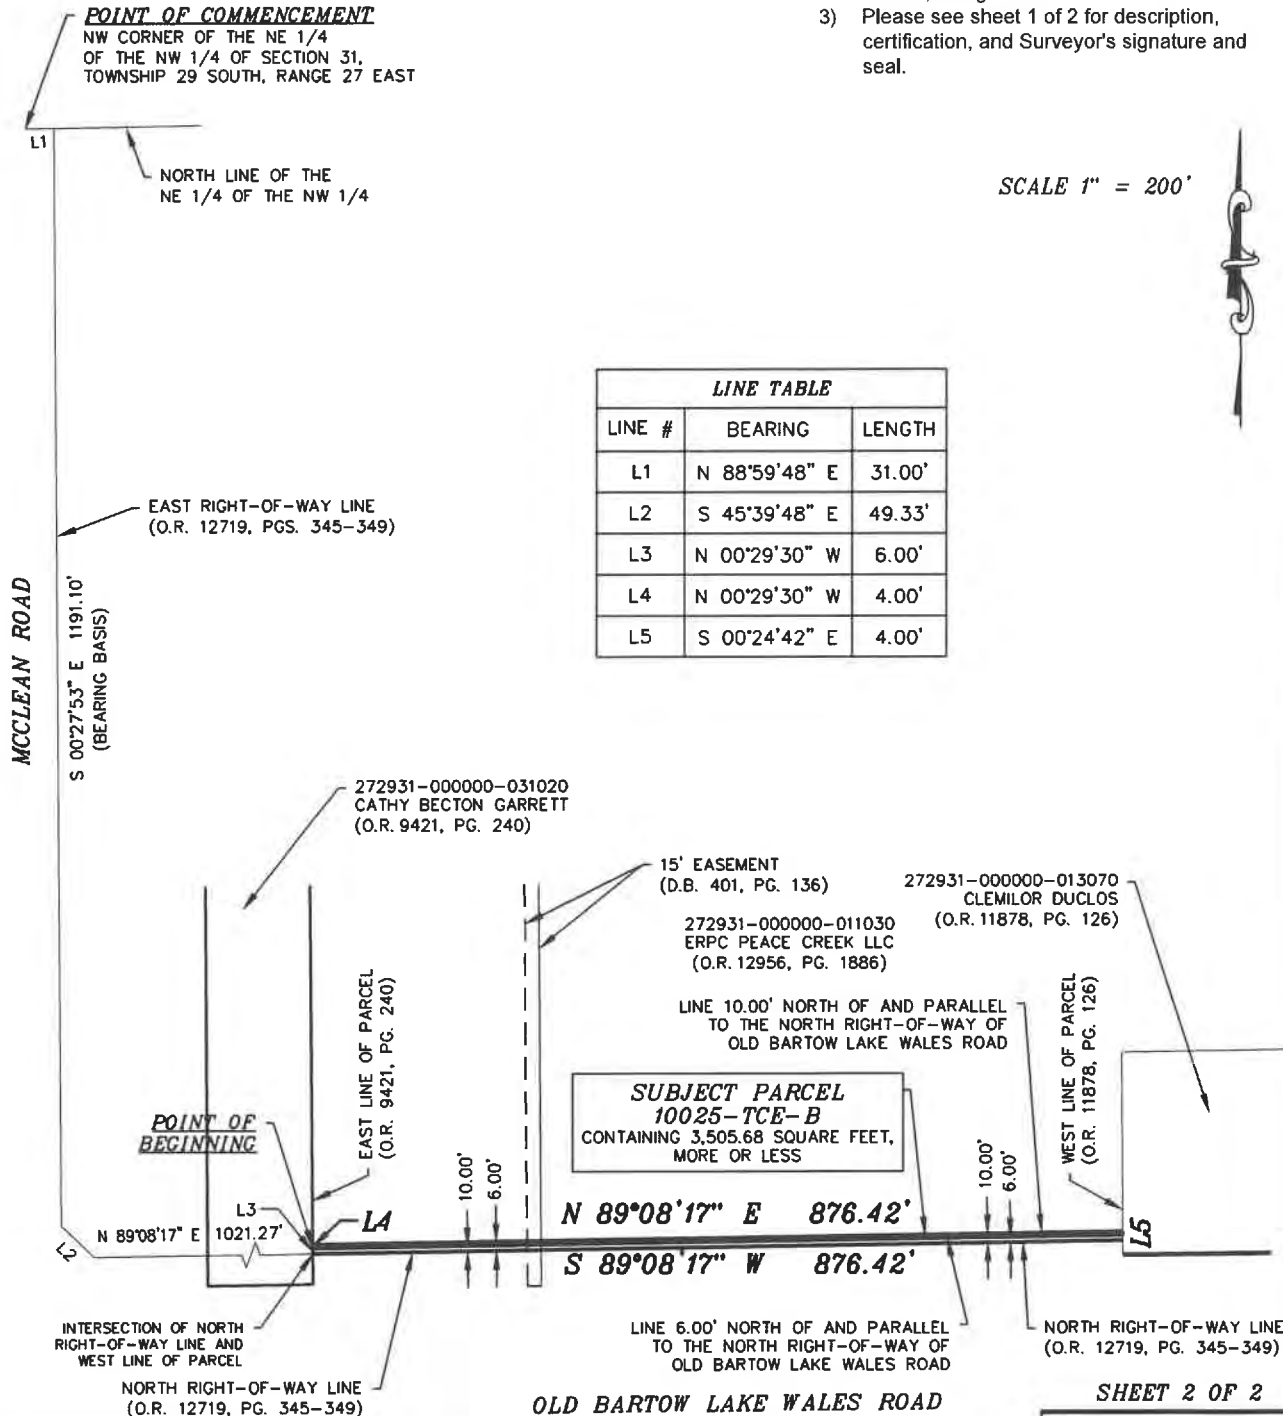 POINT OF COMMENCEMENT
NW CORNER OF THE NE 1/4
OF THE NW 1/4 OF SECTION 31,
TOWNSHIP 29 SOUTH, RANGE 27 EAST
3) Please see sheet 1 of 2 for description,
certification, and Surveyor's signature and
seal.
L1
NORTH LINE OF THE
NE 1/4 OF THE NW 1/4
SCALE 1" = 200'
LINE TABLE
LINE # BEARING LENGTH
L1 N 88°59'48" E 31.00'
L2 S 45°39'48" E 49.33'
L3 N 00°29'30" W 6.00'
L4 N 00°29'30" W 4.00'
L5 S 00°24'42" E 4.00'
EAST RIGHT-OF-WAY LINE
(O.R. 12719, PGS. 345-349)
MCCLEAN ROAD
S 00°27'53" E 1191.10'
(BEARING BASIS)
272931-000000-031020
CATHY BECTON GARRETT
(O.R. 9421, PG. 240)
15' EASEMENT
(D.B. 401, PG. 136)
272931-000000-011030
ERPC PEACE CREEK LLC
(O.R. 12956, PG. 1886)
272931-000000-013070
CLEMILOR DUCLOS
(O.R. 11878, PG. 126)
EAST LINE OF PARCEL
(O.R. 9421, PG. 240)
LINE 10.00' NORTH OF AND PARALLEL
TO THE NORTH RIGHT-OF-WAY OF
OLD BARTOW LAKE WALES ROAD
WEST LINE OF PARCEL
(O.R. 11878, PG. 126)
SUBJECT PARCEL
10025-TCE-B
CONTAINING 3,505.68 SQUARE FEET,
MORE OR LESS
POINT OF
BEGINNING
10.00'
6.00'
10.00'
6.00'
L3
L4
N 89°08'17" E 876.42'
L5
L2
N 89°08'17" E 1021.27'
S 89°08'17" W 876.42'
INTERSECTION OF NORTH
RIGHT-OF-WAY LINE AND
WEST LINE OF PARCEL
LINE 6.00' NORTH OF AND PARALLEL
TO THE NORTH RIGHT-OF-WAY OF
OLD BARTOW LAKE WALES ROAD
NORTH RIGHT-OF-WAY LINE
(O.R. 12719, PG. 345-349)
NORTH RIGHT-OF-WAY LINE
(O.R. 12719, PG. 345-349)
OLD BARTOW LAKE WALES ROAD
SHEET 2 OF 2